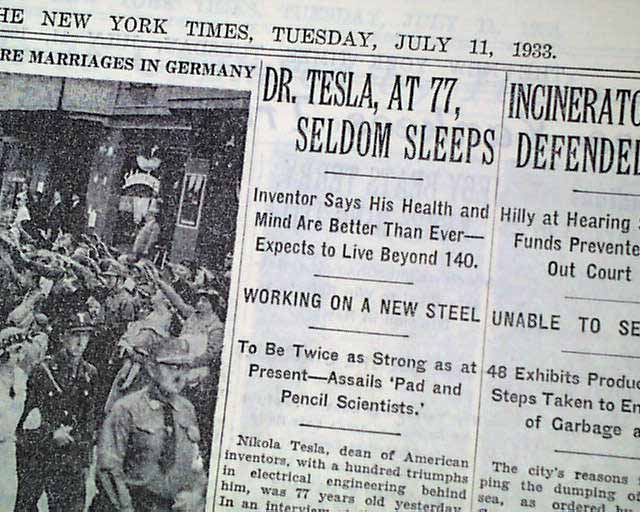 HE NEW YORK TIMES, TUESDAY, JULY 11, 1933.
RE MARRIAGES IN GERMANY
DR. TESLA, AT 77,
SELDOM SLEEPS
Inventor Says His Health and
Mind Are Better Than Ever—
Expects to Live Beyond 140.
WORKING ON A NEW STEEL
To Be Twice as Strong as at
Present—Assails 'Pad and
Pencil Scientists.'
Nikola Tesla, dean of American
inventors, with a hundred triumphs
in electrical engineering behind
him, was 77 years old yesterday
In an interview
INCINERATO
DEFENDE
Hilly at Hearing
Funds Prevente
Out Court
UNABLE TO SE
48 Exhibits Produc
Steps Taken to En
of Garbage a
The city's reasons
ping the dumping of
sea, as ordered